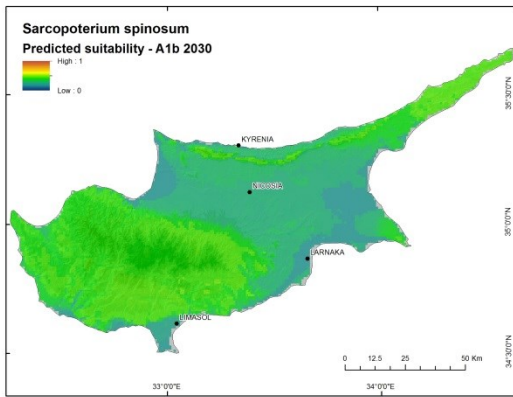 Sarcopoterium spinosum
Predicted suitability - A1b 2030
High : 1
Low : 0
35°30'0"N
KYRENIA
NICOSIA
35°0'0"N
LARNAKA
LIMASOL
34°30'0"N
0 12.5 25 50 Km
33°0'0"E 34°0'0"E